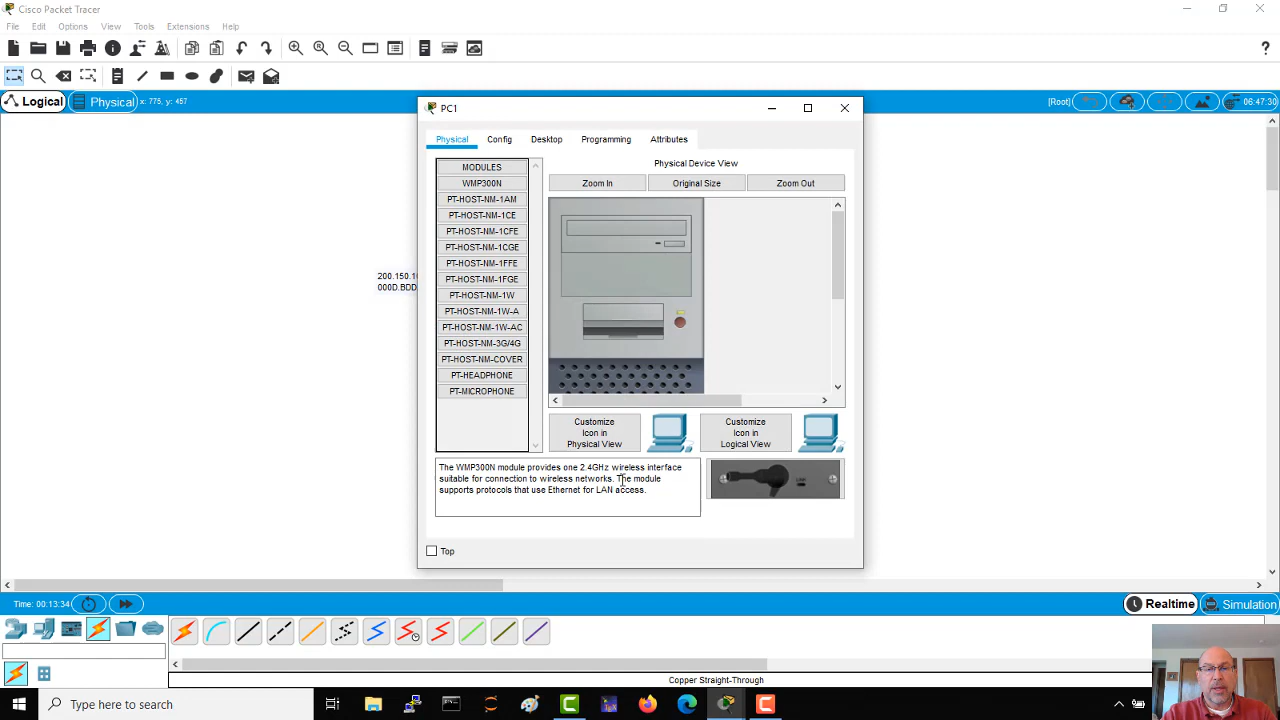 Cisco Packet Tracer
File Edit Options View Tools Extensions Help
Logical Physical x: 775, y: 457 [Root] 06:47:30
PC1
Physical Config Desktop Programming Attributes
MODULES
WMP300N
PT-HOST-NM-1AM
PT-HOST-NM-1CE
PT-HOST-NM-1CFE
PT-HOST-NM-1CGE
PT-HOST-NM-1FFE
PT-HOST-NM-1FGE
PT-HOST-NM-1W
PT-HOST-NM-1W-A
PT-HOST-NM-1W-AC
PT-HOST-NM-3G/4G
PT-HOST-NM-COVER
PT-HEADPHONE
PT-MICROPHONE
Physical Device View
Zoom In Original Size Zoom Out
200.150.10
000D.BDD
Customize
Icon in
Physical View
Customize
Icon in
Logical View
The WMP300N module provides one 2.4GHz wireless interface
suitable for connection to wireless networks. The module
supports protocols that use Ethernet for LAN access.
Top
Time: 00:13:34 Realtime Simulation
Copper Straight-Through
Type here to search